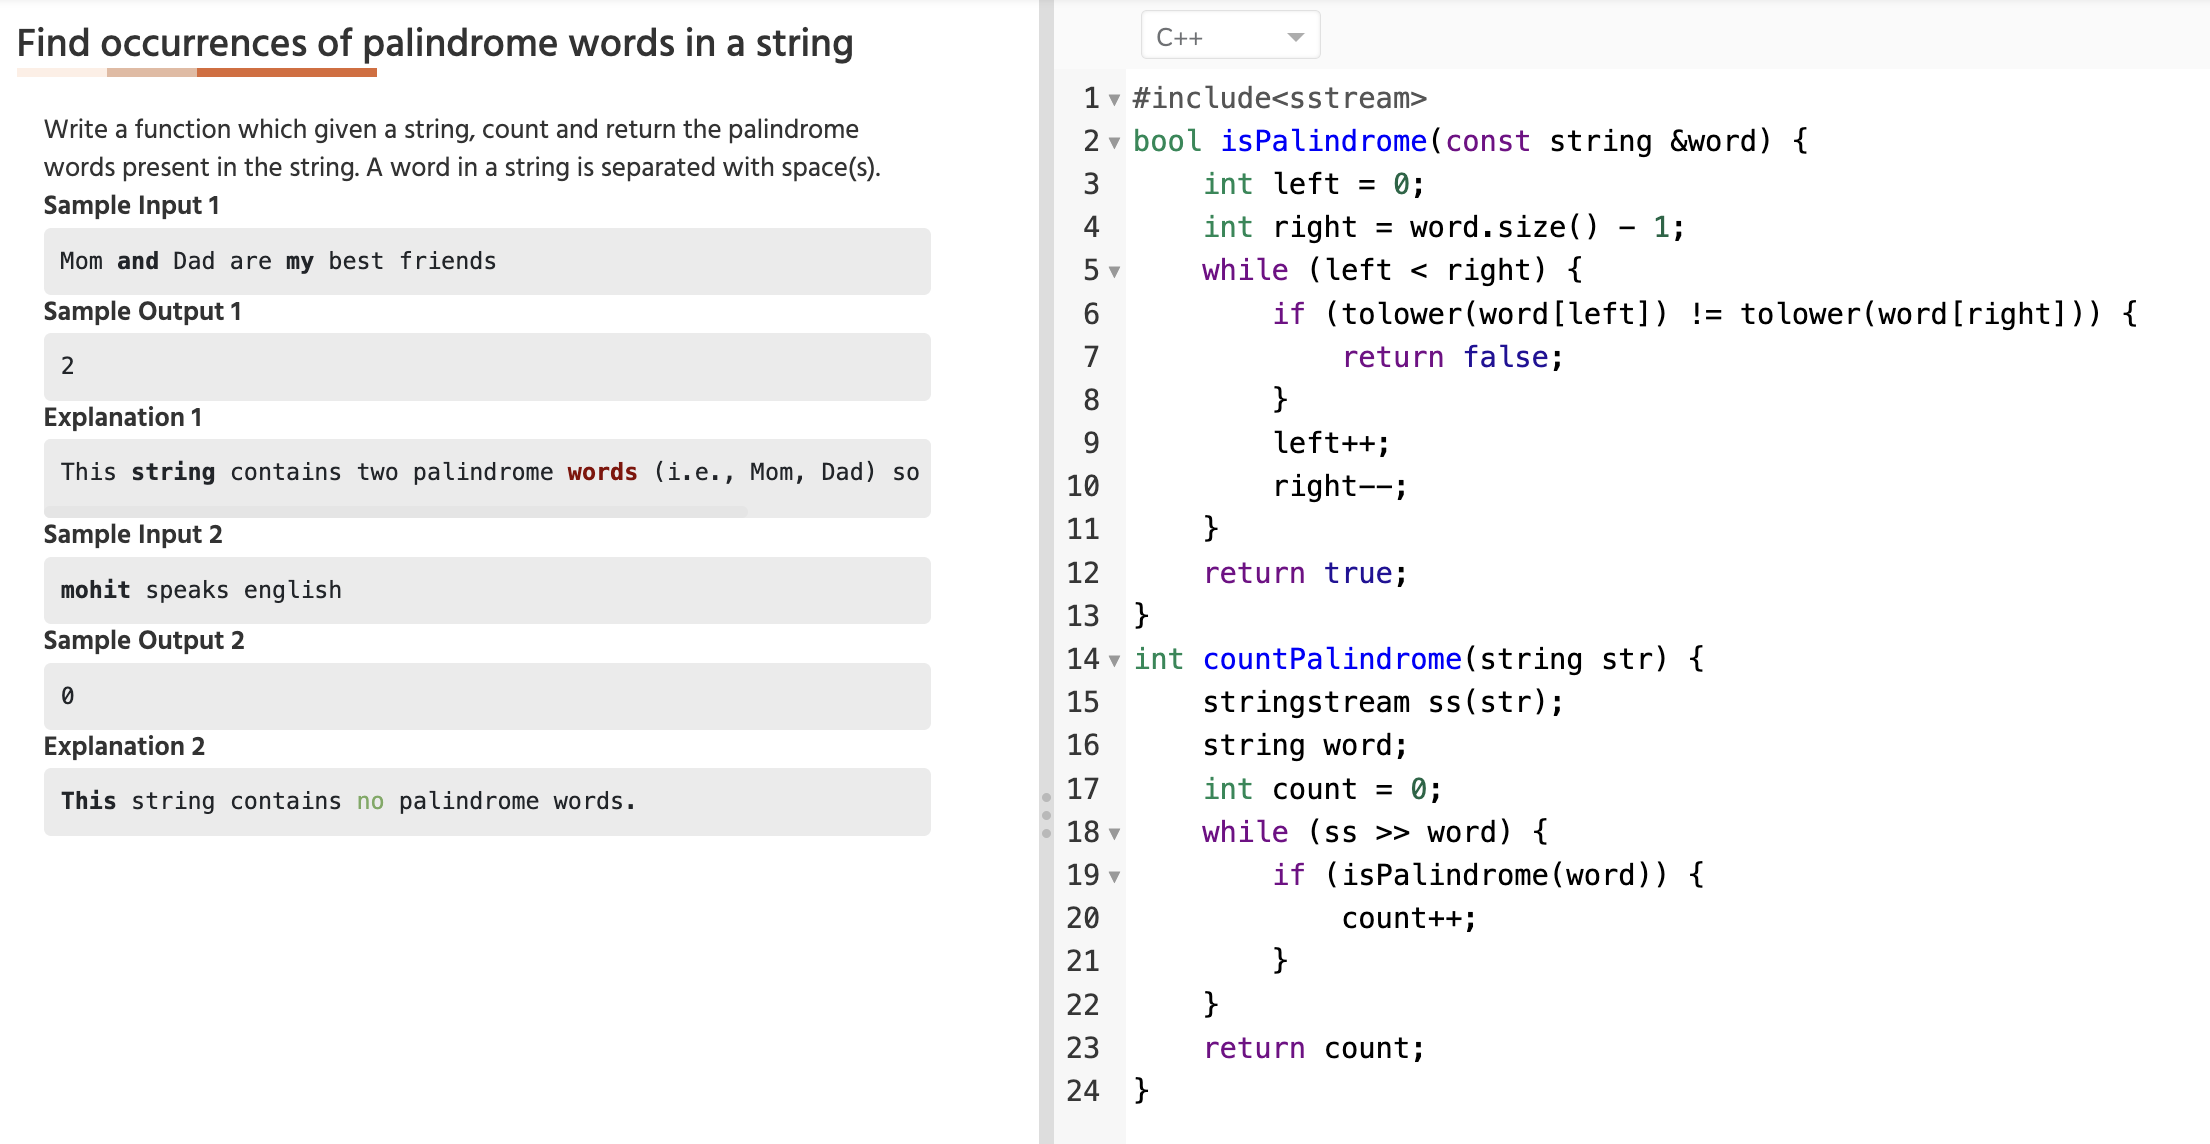 Find occurrences of palindrome words in a string
Write a function which given a string, count and return the palindrome
words present in the string. A word in a string is separated with space(s).
Sample Input 1
Mom and Dad are my best friends
Sample Output 1
2
Explanation 1
This string contains two palindrome words (i.e., Mom, Dad) so
Sample Input 2
mohit speaks english
Sample Output 2
0
Explanation 2
This string contains no palindrome words.
C++
1 #include<sstream>
2 bool isPalindrome(const string &word) {
3     int left = 0;
4     int right = word.size() - 1;
5     while (left < right) {
6         if (tolower(word[left]) != tolower(word[right])) {
7             return false;
8         }
9         left++;
10         right--;
11     }
12     return true;
13 }
14 int countPalindrome(string str) {
15     stringstream ss(str);
16     string word;
17     int count = 0;
18     while (ss >> word) {
19         if (isPalindrome(word)) {
20             count++;
21         }
22     }
23     return count;
24 }